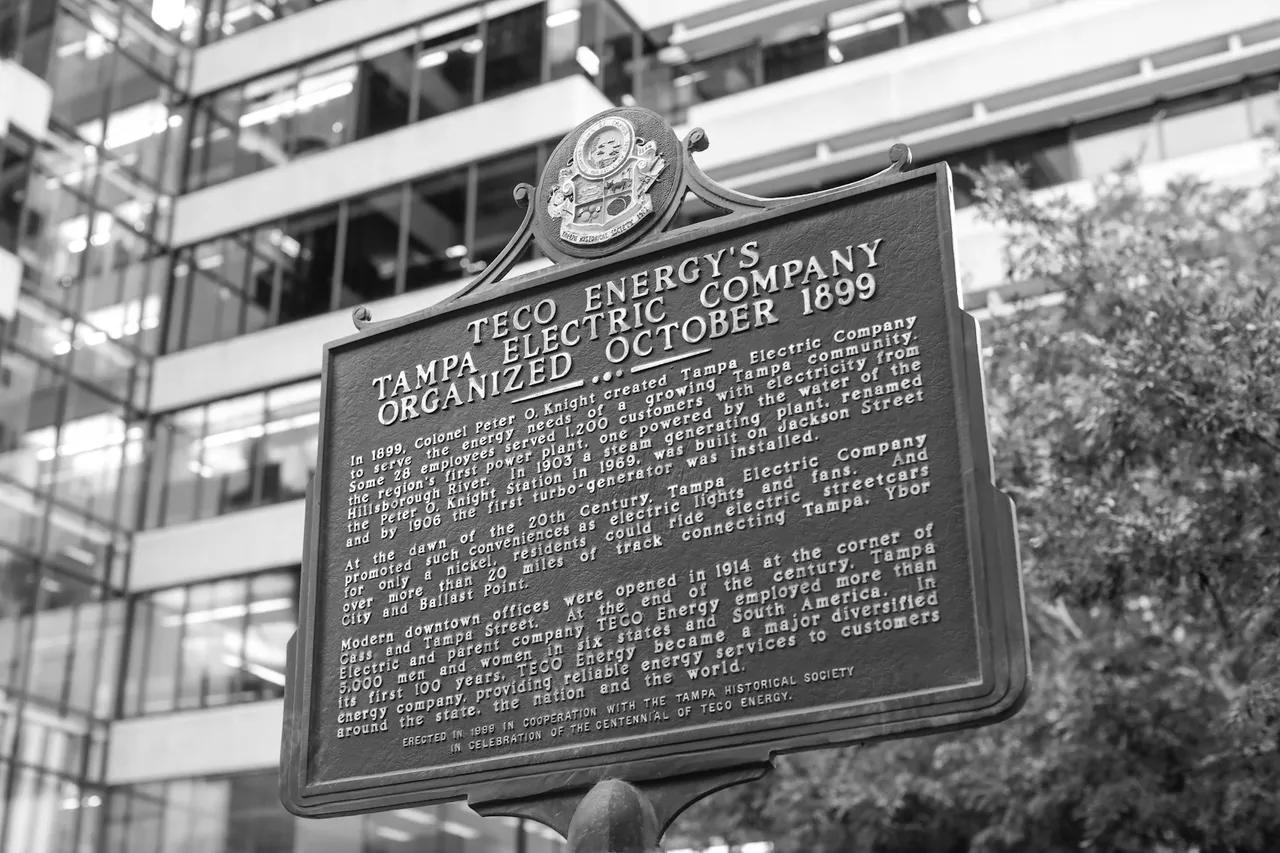 TAMPA HISTORICAL SOCIETY
TECO ENERGY'S
TAMPA ELECTRIC COMPANY
ORGANIZED OCTOBER 1899
In 1899, Colonel Peter O. Knight created Tampa Electric Company
to serve the energy needs of a growing Tampa community.
Some 28 employees served 1,200 customers with electricity from
the region's first power plant, one powered by the water of the
Hillsborough River. In 1903 a steam generating plant, renamed
the Peter O. Knight Station in 1969, was built on Jackson Street
and by 1906 the first turbo-generator was installed.
At the dawn of the 20th Century, Tampa Electric Company
promoted such conveniences as electric lights and fans. And
for only a nickel, residents could ride electric streetcars
over more than 20 miles of track connecting Tampa, Ybor
City and Ballast Point.
Modern downtown offices were opened in 1914 at the corner of
Cass and Tampa Street. At the end of the century, Tampa
Electric and parent company TECO Energy employed more than
5,000 men and women in six states and South America. In
its first 100 years, TECO Energy became a major diversified
energy company, providing reliable energy services to customers
around the state, the nation and the world.
ERECTED IN 1999 IN COOPERATION WITH THE TAMPA HISTORICAL SOCIETY
IN CELEBRATION OF THE CENTENNIAL OF TECO ENERGY.